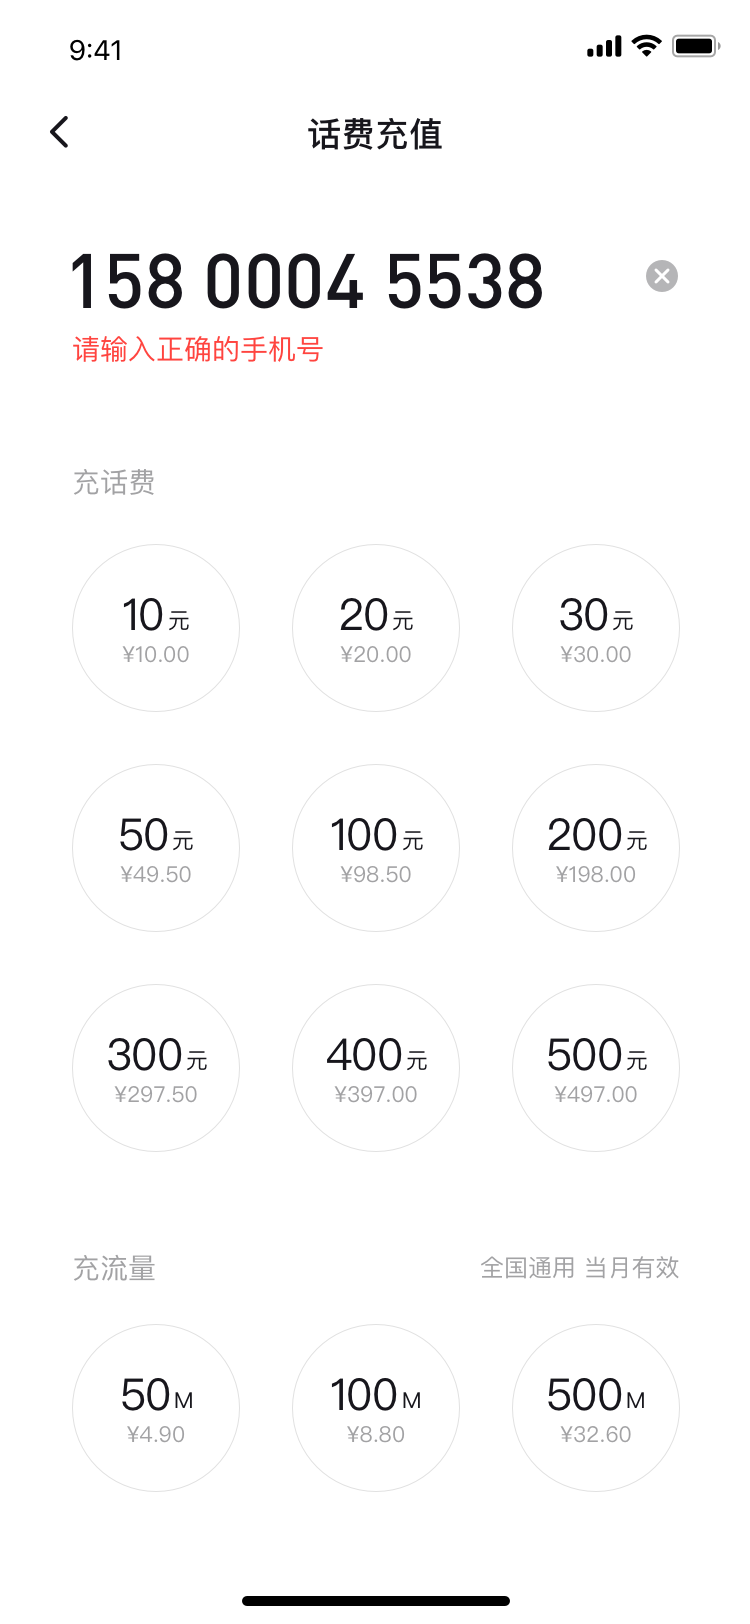 9:41
话费充值
158 0004 5538
请输入正确的手机号
充话费
10元 20元 30元
¥10.00 ¥20.00 ¥30.00
50元 100元 200元
¥49.50 ¥98.50 ¥198.00
300元 400元 500元
¥297.50 ¥397.00 ¥497.00
充流量 全国通用 当月有效
50M 100M 500M
¥4.90 ¥8.80 ¥32.60